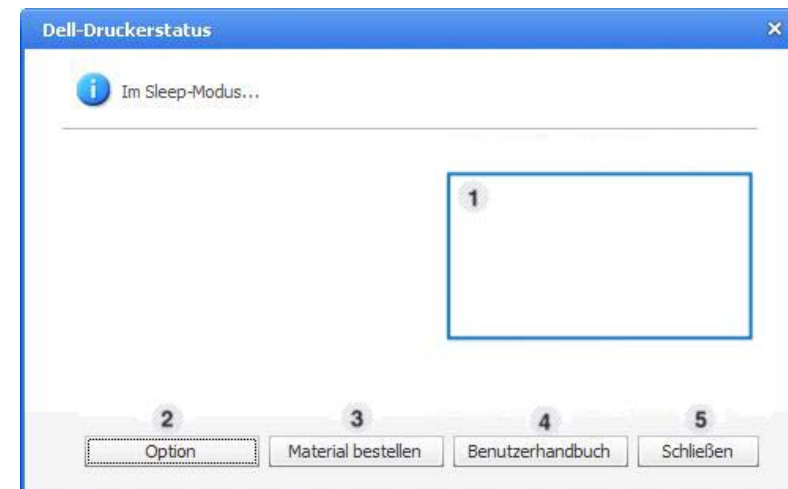 Dell-Druckerstatus
Im Sleep-Modus...
1
2 3 4 5
Option Material bestellen Benutzerhandbuch Schließen